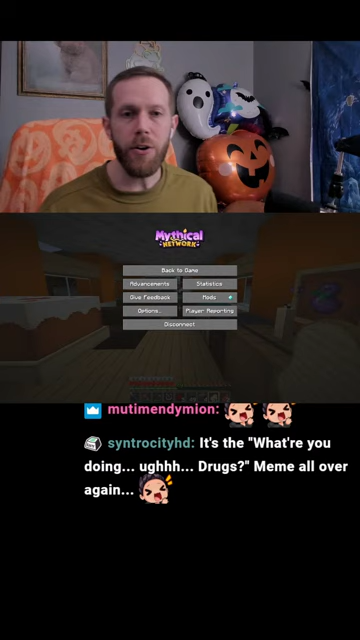 Mythical
NETWORK
Back to Game
Advancements
Statistics
Give Feedback
Mods
Options...
Player Reporting
Disconnect
mutimendymion:
syntrocityhd: It's the "What're you
doing... ughhh... Drugs?" Meme all over
again...